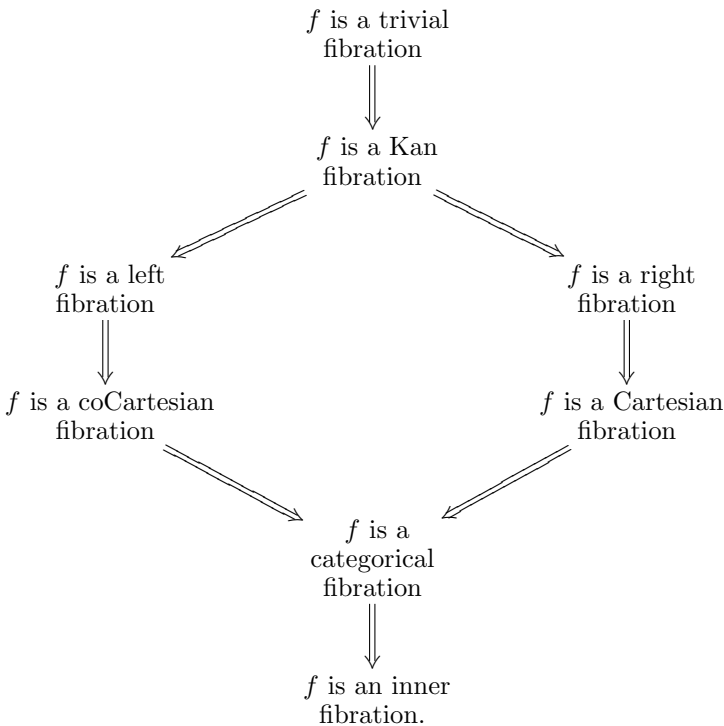 f is a trivial
fibration
f is a Kan
fibration
f is a left
fibration
f is a right
fibration
f is a coCartesian
fibration
f is a Cartesian
fibration
f is a
categorical
fibration
f is an inner
fibration.